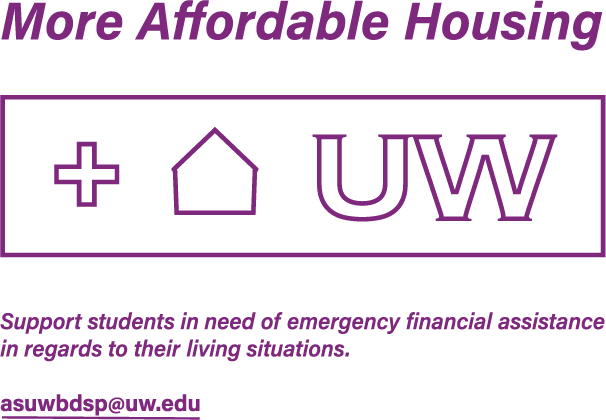 More Affordable Housing
UW
Support students in need of emergency financial assistance
in regards to their living situations.
asuwbdsp@uw.edu